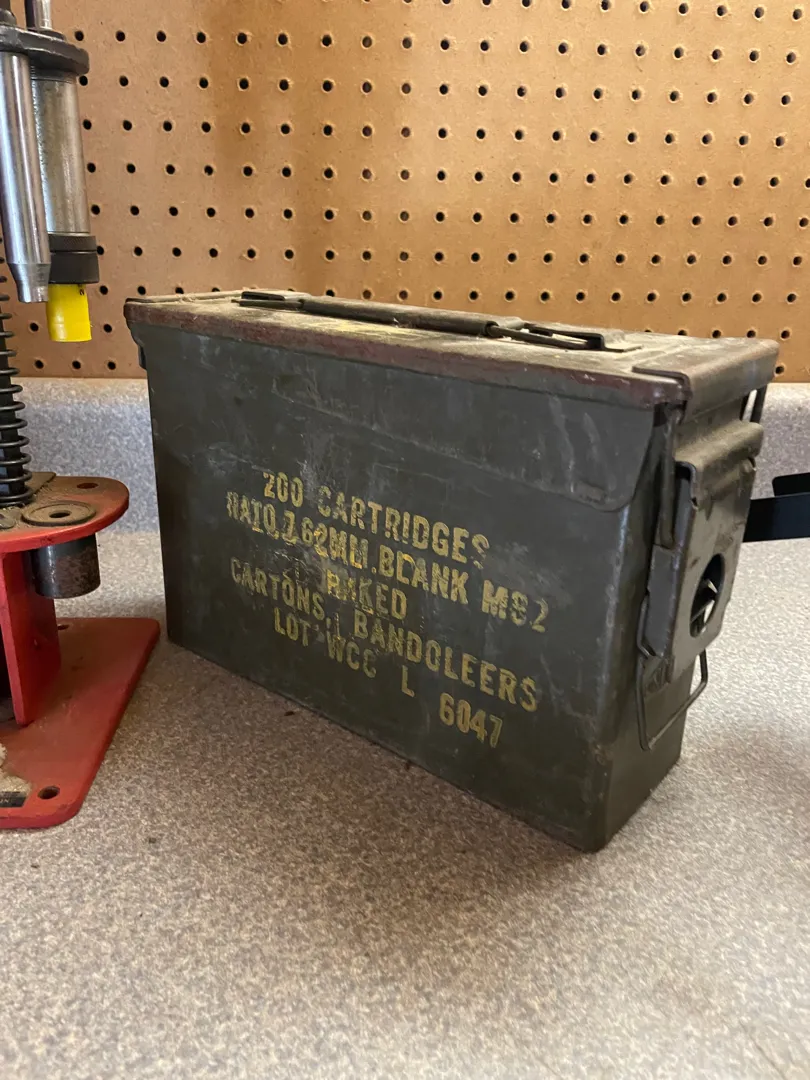 200 CARTRIDGES
NATO 7.62MM. BLANK M82
CARTONS, BANDOLEERS
LOT WCC L 6047